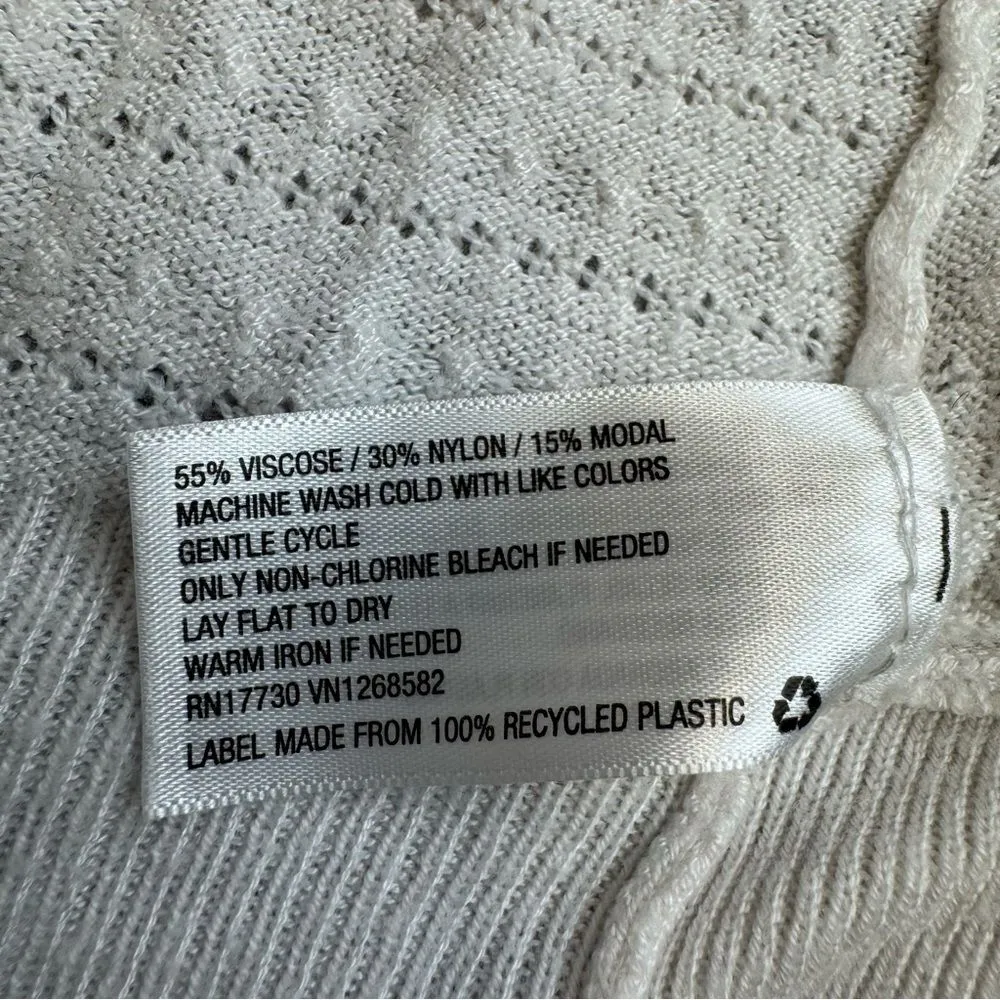 55% VISCOSE / 30% NYLON / 15% MODAL
MACHINE WASH COLD WITH LIKE COLORS
GENTLE CYCLE
ONLY NON-CHLORINE BLEACH IF NEEDED
LAY FLAT TO DRY
WARM IRON IF NEEDED
RN17730 VN1268582
LABEL MADE FROM 100% RECYCLED PLASTIC